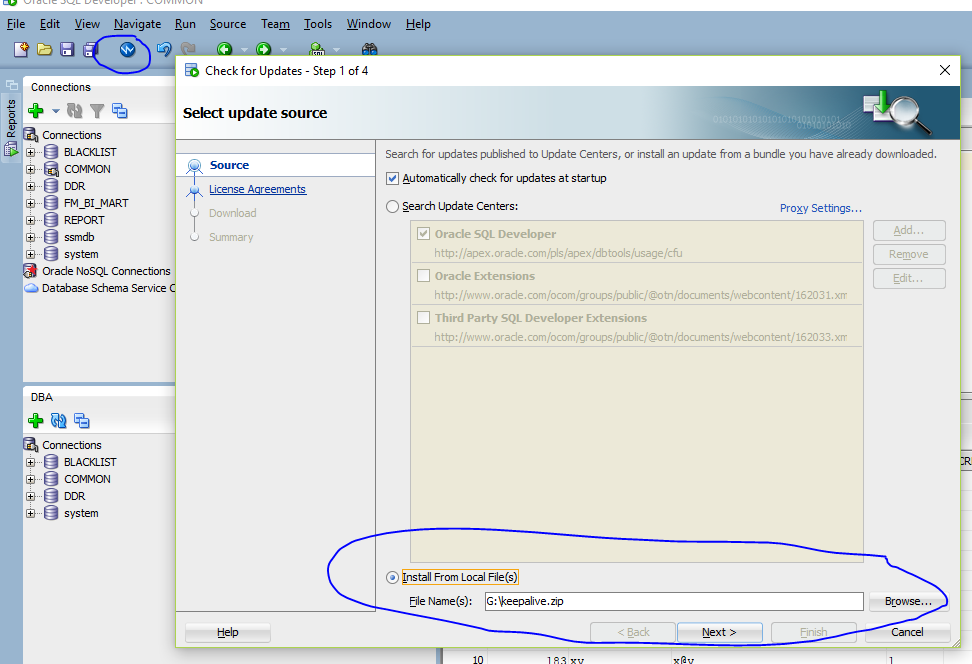 Oracle SQL Developer : COMMON
File Edit View Navigate Run Source Team Tools Window Help
SQL
Reports
Connections
Connections
BLACKLIST
COMMON
DDR
FM_BI_MART
REPORT
ssmdb
system
Oracle NoSQL Connections
Database Schema Service C
DBA
Connections
BLACKLIST
COMMON
DDR
system
Check for Updates - Step 1 of 4
Select update source
01010101010101010101010101
01010101010
Source
License Agreements
Download
Summary
Search for updates published to Update Centers, or install an update from a bundle you have already downloaded.
Automatically check for updates at startup
Search Update Centers:
Proxy Settings...
Oracle SQL Developer
http://apex.oracle.com/pls/apex/dbtools/usage/cfu
Oracle Extensions
http://www.oracle.com/ocom/groups/public/@otn/documents/webcontent/162031.xm
Third Party SQL Developer Extensions
http://www.oracle.com/ocom/groups/public/@otn/documents/webcontent/162033.xm
Add...
Remove
Edit...
Install From Local File(s)
File Name(s): G:\keepalive.zip Browse...
Help < Back Next > Finish Cancel
CR
10 183 xy x@y 1